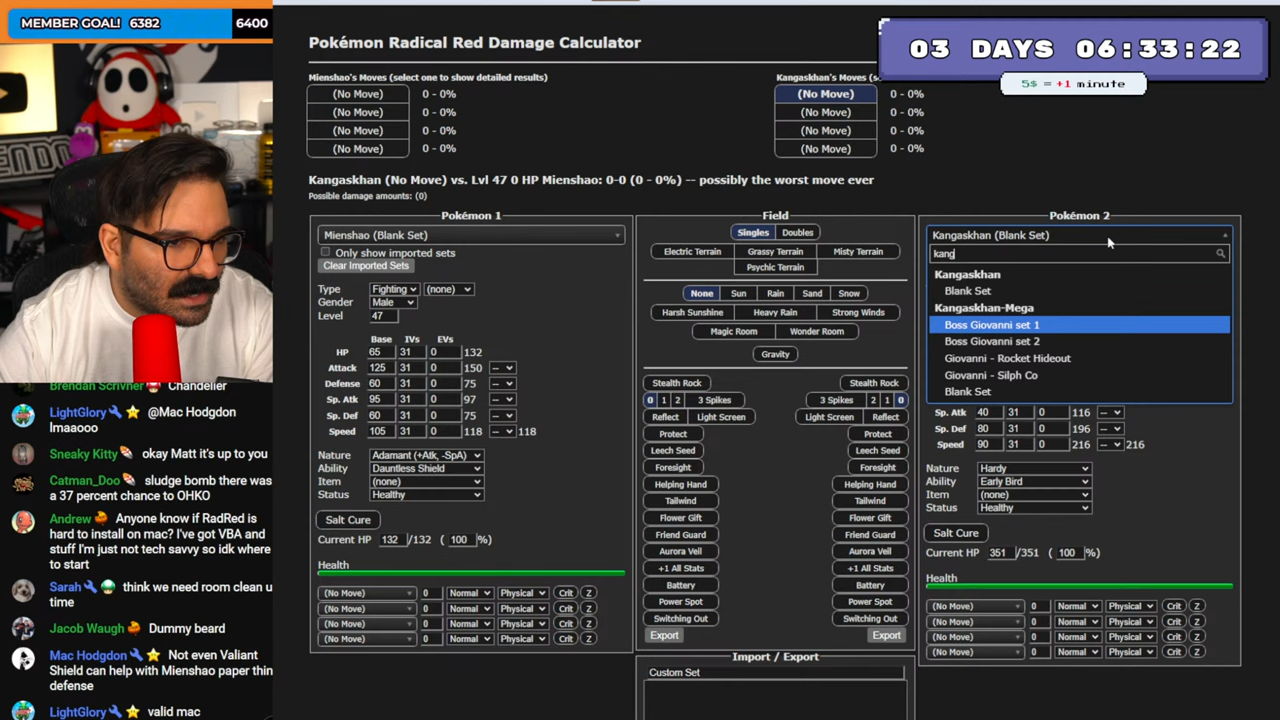 MEMBER GOAL! 6382 6400
03 DAYS 06:33:22
5$ = +1 minute
Pokémon Radical Red Damage Calculator
Mienshao's Moves (select one to show detailed results)
(No Move) 0 - 0%
(No Move) 0 - 0%
(No Move) 0 - 0%
(No Move) 0 - 0%
Kangaskhan's Moves (s
(No Move) 0 - 0%
(No Move) 0 - 0%
(No Move) 0 - 0%
(No Move) 0 - 0%
Kangaskhan (No Move) vs. Lvl 47 0 HP Mienshao: 0-0 (0 - 0%) -- possibly the worst move ever
Possible damage amounts: (0)
Pokémon 1
Mienshao (Blank Set)
Only show imported sets
Clear Imported Sets
Type Fighting (none)
Gender Male
Level 47
Base IVs EVs
HP 65 31 0 132
Attack 125 31 0 150 --
Defense 60 31 0 75 --
Sp. Atk 95 31 0 97 --
Sp. Def 60 31 0 75 --
Speed 105 31 0 118 -- 118
Nature Adamant (+Atk, -SpA)
Ability Dauntless Shield
Item (none)
Status Healthy
Salt Cure
Current HP 132 /132 ( 100 %)
Health
(No Move) 0 Normal Physical Crit Z
(No Move) 0 Normal Physical Crit Z
(No Move) 0 Normal Physical Crit Z
(No Move) 0 Normal Physical Crit Z
Field
Singles Doubles
Electric Terrain Grassy Terrain Misty Terrain
Psychic Terrain
None Sun Rain Sand Snow
Harsh Sunshine Heavy Rain Strong Winds
Magic Room Wonder Room
Gravity
Stealth Rock Stealth Rock
0 1 2 3 Spikes 3 Spikes 2 1 0
Reflect Light Screen Light Screen Reflect
Protect Protect
Leech Seed Leech Seed
Foresight Foresight
Helping Hand Helping Hand
Tailwind Tailwind
Flower Gift Flower Gift
Friend Guard Friend Guard
Aurora Veil Aurora Veil
+1 All Stats +1 All Stats
Battery Battery
Power Spot Power Spot
Switching Out Switching Out
Export Export
Import / Export
Custom Set
Pokémon 2
Kangaskhan (Blank Set)
kang
Kangaskhan
Blank Set
Kangaskhan-Mega
Boss Giovanni set 1
Boss Giovanni set 2
Giovanni - Rocket Hideout
Giovanni - Silph Co
Blank Set
Sp. Atk 40 31 0 116 --
Sp. Def 80 31 0 196 --
Speed 90 31 0 216 -- 216
Nature Hardy
Ability Early Bird
Item (none)
Status Healthy
Salt Cure
Current HP 351 /351 ( 100 %)
Health
(No Move) 0 Normal Physical Crit Z
(No Move) 0 Normal Physical Crit Z
(No Move) 0 Normal Physical Crit Z
(No Move) 0 Normal Physical Crit Z
Brendan Scrivner Chandelier
LightGlory @Mac Hodgdon
lmaaooo
Sneaky Kitty okay Matt it's up to you
Catman_Doo sludge bomb there was
a 37 percent chance to OHKO
Andrew Anyone know if RadRed is
hard to install on mac? I've got VBA and
stuff I'm just not tech savvy so idk where
to start
Sarah think we need room clean up
time
Jacob Waugh Dummy beard
Mac Hodgdon Not even Valiant
Shield can help with Mienshao paper thin
defense
LightGlory valid mac